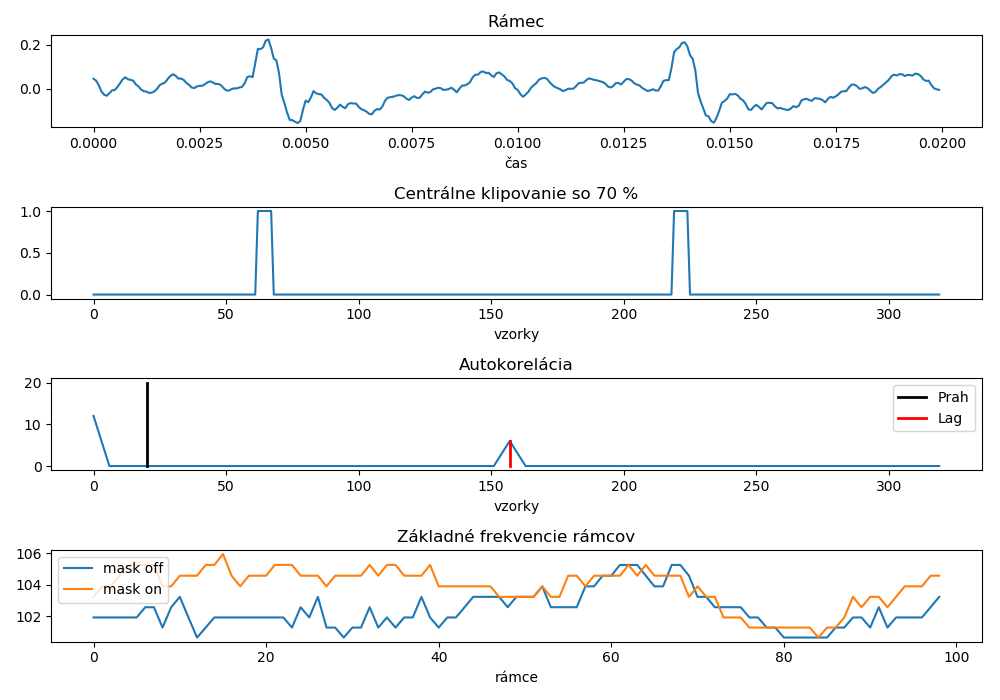 Rámec
0.2
0.0
0.0000 0.0025 0.0050 0.0075 0.0100 0.0125 0.0150 0.0175 0.0200
čas
Centrálne klipovanie so 70 %
1.0
0.5
0.0
0 50 100 150 200 250 300
vzorky
Autokorelácia
20
10
0
Prah
Lag
0 50 100 150 200 250 300
vzorky
Základné frekvencie rámcov
106
104
102
mask off
mask on
0 20 40 60 80 100
rámce